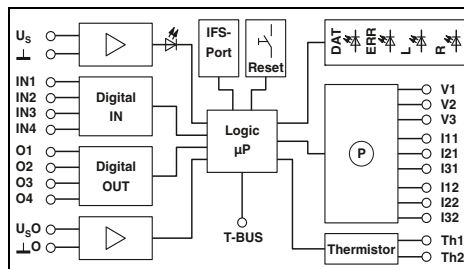 Us
⊥
IN1
IN2
IN3
IN4
Digital
IN
O1
O2
O3
O4
Digital
OUT
UsO
⊥O
IFS-
Port
Reset
Logic
µP
T-BUS
DAT
ERR
L
R
P
V1
V2
V3
I11
I21
I31
I12
I22
I32
Thermistor
Th1
Th2